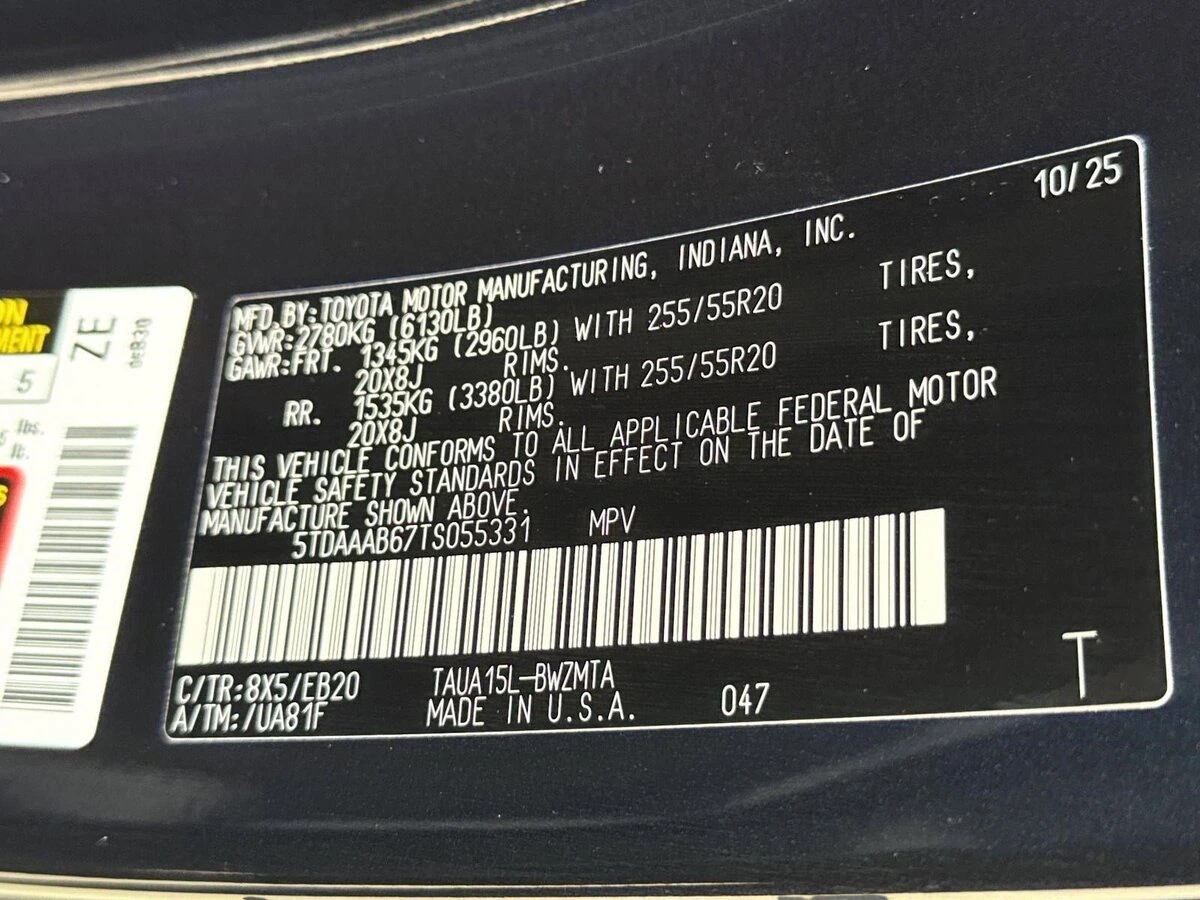 10/25
MFD.BY:TOYOTA MOTOR MANUFACTURING, INDIANA, INC.
GVWR:2780KG (6130LB)
GAWR:FRT. 1345KG (2960LB) WITH 255/55R20 TIRES,
20X8J RIMS.
RR. 1535KG (3380LB) WITH 255/55R20 TIRES,
20X8J RIMS.
THIS VEHICLE CONFORMS TO ALL APPLICABLE FEDERAL MOTOR
VEHICLE SAFETY STANDARDS IN EFFECT ON THE DATE OF
MANUFACTURE SHOWN ABOVE.
5TDAAAB67TS055331 MPV
C/TR:8X5/EB20 TAUA15L-BWZMTA
A/TM:/UA81F MADE IN U.S.A. 047 T
ZE
5
lbs.
lb.